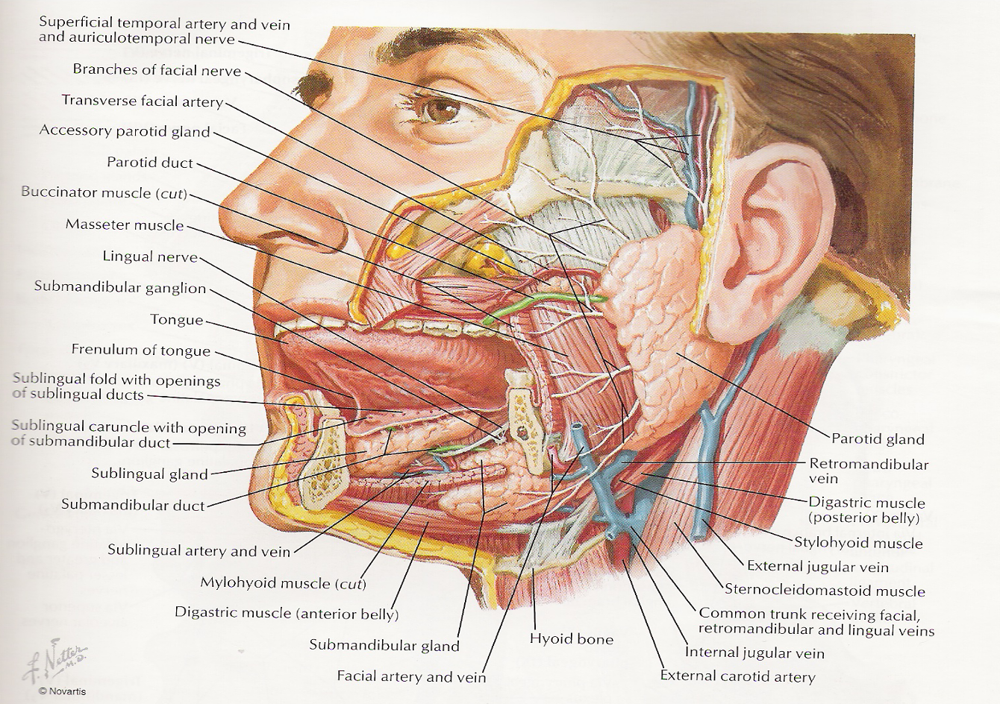 Superficial temporal artery and vein
and auriculotemporal nerve
Branches of facial nerve
Transverse facial artery
Accessory parotid gland
Parotid duct
Buccinator muscle (cut)
Masseter muscle
Lingual nerve
Submandibular ganglion
Tongue
Frenulum of tongue
Sublingual fold with openings
of sublingual ducts
Sublingual caruncle with opening
of submandibular duct
Sublingual gland
Submandibular duct
Sublingual artery and vein
Mylohyoid muscle (cut)
Digastric muscle (anterior belly)
Submandibular gland
Facial artery and vein
Hyoid bone
Parotid gland
Retromandibular
vein
Digastric muscle
(posterior belly)
Stylohyoid muscle
External jugular vein
Sternocleidomastoid muscle
Common trunk receiving facial,
retromandibular and lingual veins
Internal jugular vein
External carotid artery
F. Netter
M.D.
© Novartis